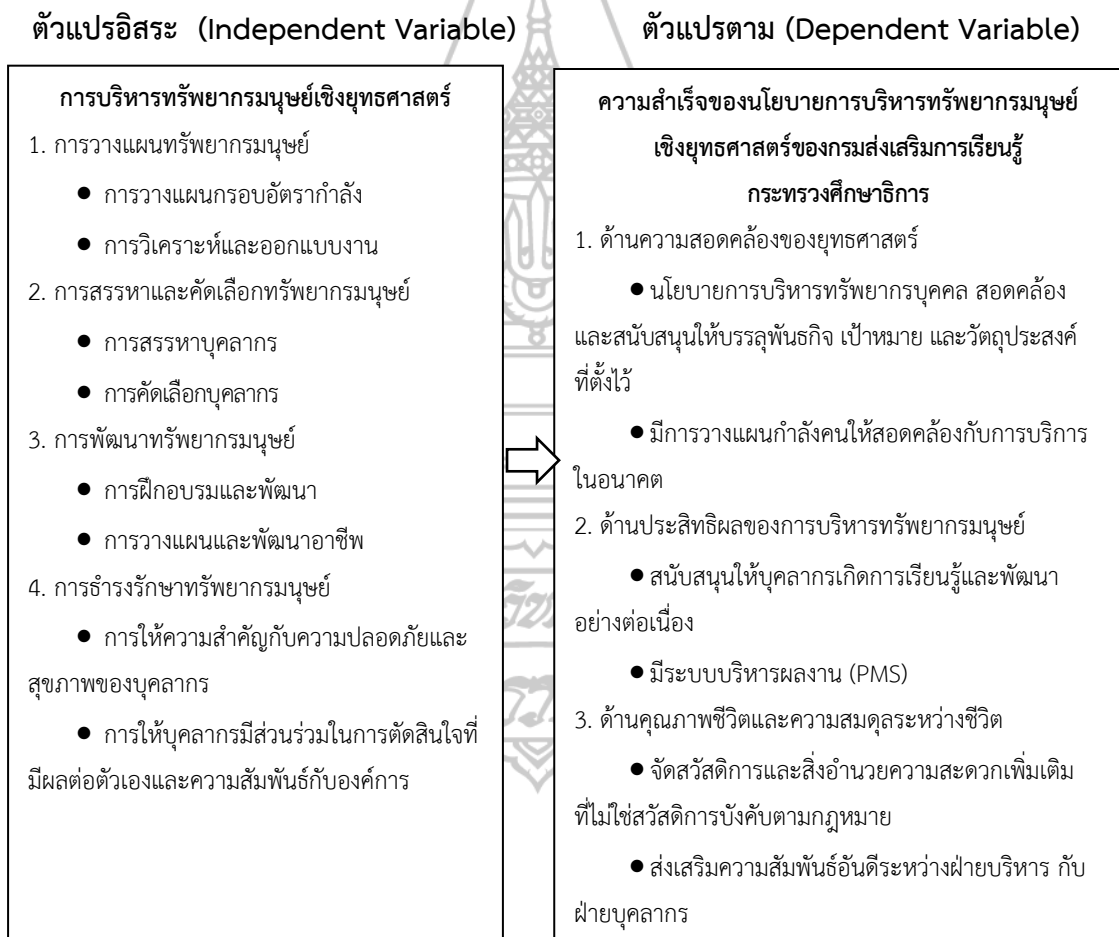 ตัวแปรอิสระ (Independent Variable)
การบริหารทรัพยากรมนุษย์เชิงยุทธศาสตร์
1. การวางแผนทรัพยากรมนุษย์
● การวางแผนกรอบอัตรากำลัง
● การวิเคราะห์และออกแบบงาน
2. การสรรหาและคัดเลือกทรัพยากรมนุษย์
● การสรรหาบุคลากร
● การคัดเลือกบุคลากร
3. การพัฒนาทรัพยากรมนุษย์
● การฝึกอบรมและพัฒนา
● การวางแผนและพัฒนาอาชีพ
4. การธำรงรักษาทรัพยากรมนุษย์
● การให้ความสำคัญกับความปลอดภัยและ
สุขภาพของบุคลากร
● การให้บุคลากรมีส่วนร่วมในการตัดสินใจที่
มีผลต่อตัวเองและความสัมพันธ์กับองค์การ
ตัวแปรตาม (Dependent Variable)
ความสำเร็จของนโยบายการบริหารทรัพยากรมนุษย์
เชิงยุทธศาสตร์ของกรมส่งเสริมการเรียนรู้
กระทรวงศึกษาธิการ
1. ด้านความสอดคล้องของยุทธศาสตร์
● นโยบายการบริหารทรัพยากรบุคคล สอดคล้อง
และสนับสนุนให้บรรลุพันธกิจ เป้าหมาย และวัตถุประสงค์
ที่ตั้งไว้
● มีการวางแผนกำลังคนให้สอดคล้องกับการบริการ
ในอนาคต
2. ด้านประสิทธิผลของการบริหารทรัพยากรมนุษย์
● สนับสนุนให้บุคลากรเกิดการเรียนรู้และพัฒนา
อย่างต่อเนื่อง
● มีระบบบริหารผลงาน (PMS)
3. ด้านคุณภาพชีวิตและความสมดุลระหว่างชีวิต
● จัดสวัสดิการและสิ่งอำนวยความสะดวกเพิ่มเติม
ที่ไม่ใช่สวัสดิการบังคับตามกฎหมาย
● ส่งเสริมความสัมพันธ์อันดีระหว่างฝ่ายบริหาร กับ
ฝ่ายบุคลากร